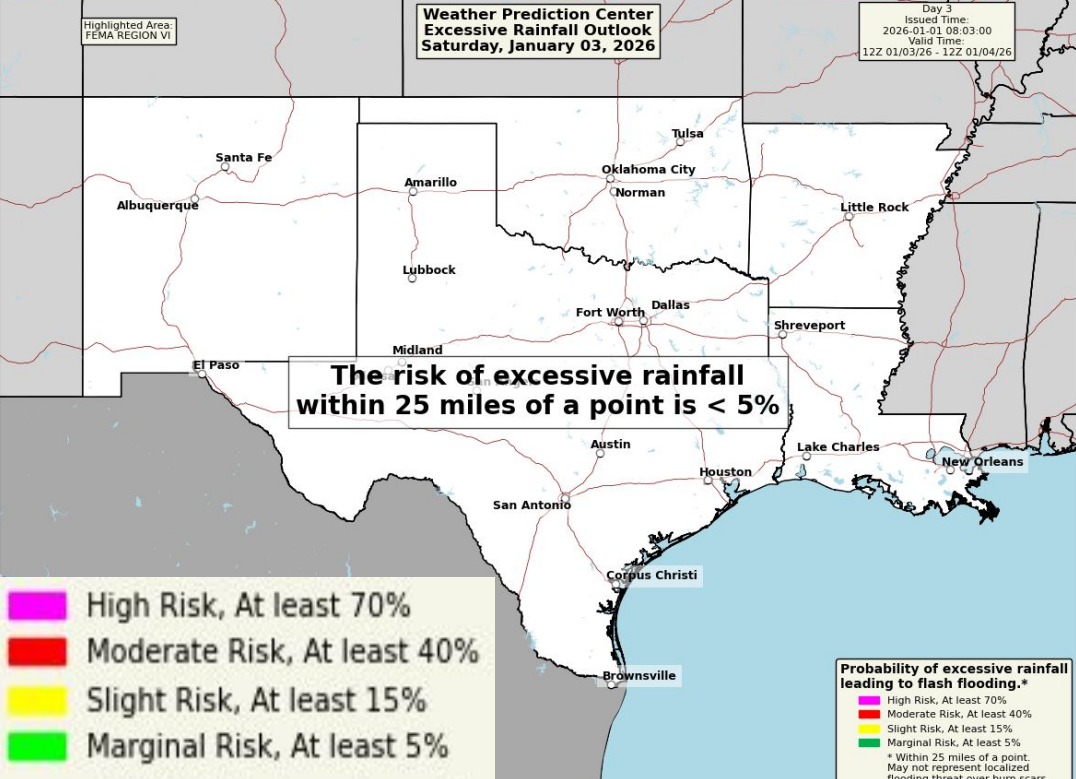 Highlighted Area:
FEMA REGION VI
Weather Prediction Center
Excessive Rainfall Outlook
Saturday, January 03, 2026
Day 3
Issued Time:
2026-01-01 08:03:00
Valid Time:
12Z 01/03/26 - 12Z 01/04/26
Tulsa
Santa Fe
Oklahoma City
Amarillo
Norman
Albuquerque
Little Rock
Lubbock
Dallas
Fort Worth
Shreveport
Midland
El Paso
The risk of excessive rainfall
within 25 miles of a point is < 5%
Austin
Lake Charles
New Orleans
Houston
San Antonio
Corpus Christi
Brownsville
High Risk, At least 70%
Moderate Risk, At least 40%
Slight Risk, At least 15%
Marginal Risk, At least 5%
Probability of excessive rainfall
leading to flash flooding.*
High Risk, At least 70%
Moderate Risk, At least 40%
Slight Risk, At least 15%
Marginal Risk, At least 5%
* Within 25 miles of a point.
May not represent localized
flooding threat over burn scars